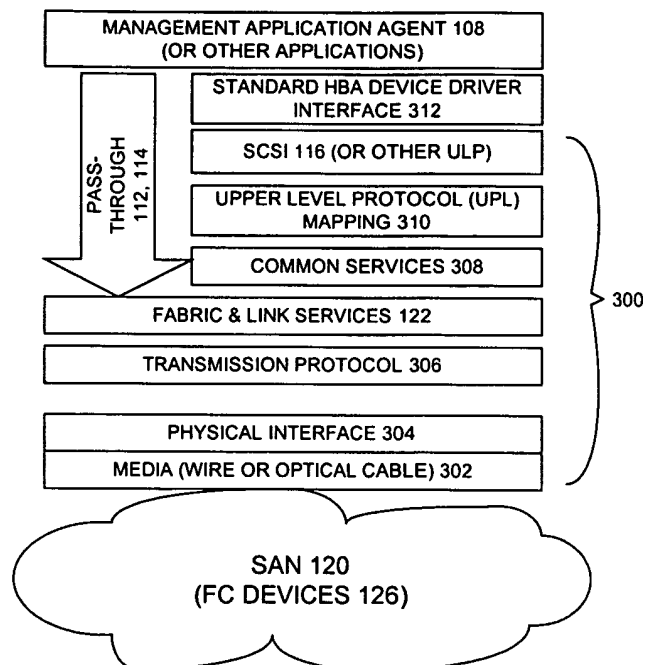 MANAGEMENT APPLICATION AGENT 108
(OR OTHER APPLICATIONS)
STANDARD HBA DEVICE DRIVER
INTERFACE 312
SCSI 116 (OR OTHER ULP)
PASS-
THROUGH
112, 114
UPPER LEVEL PROTOCOL (UPL)
MAPPING 310
COMMON SERVICES 308
300
FABRIC & LINK SERVICES 122
TRANSMISSION PROTOCOL 306
PHYSICAL INTERFACE 304
MEDIA (WIRE OR OPTICAL CABLE) 302
SAN 120
(FC DEVICES 126)